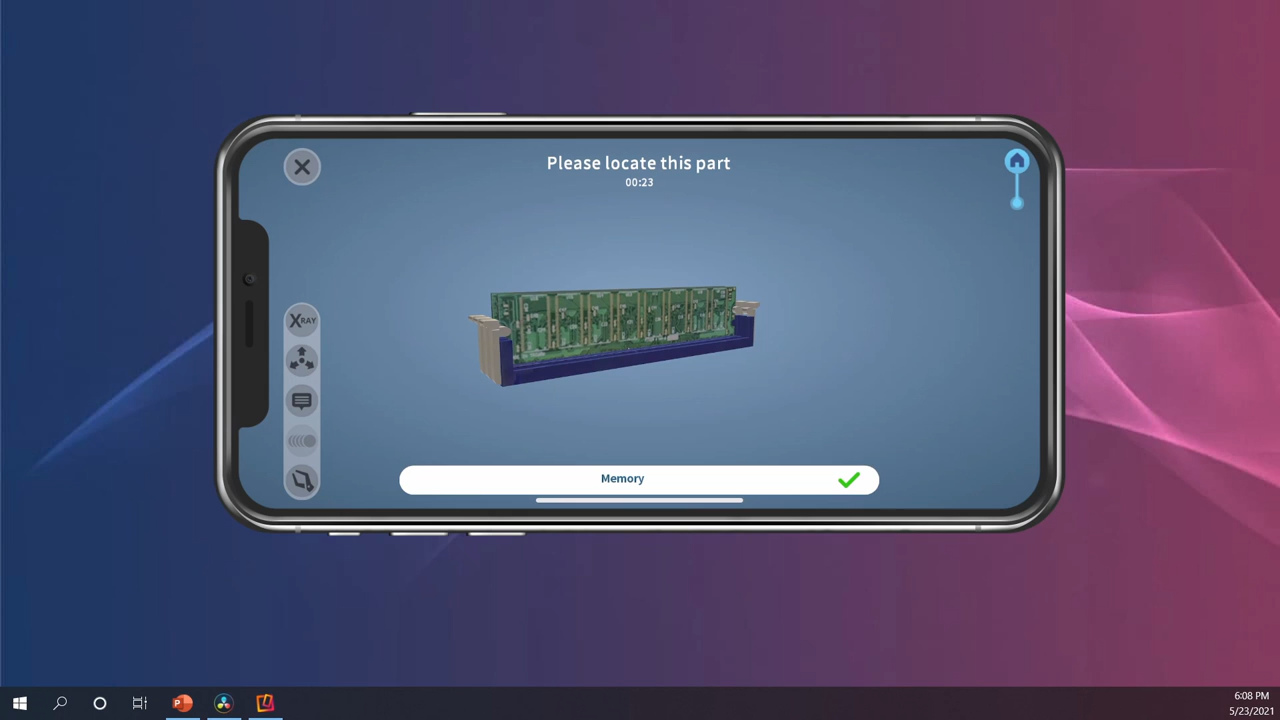 Please locate this part
00:23
XRAY
Memory
P
6:08 PM
5/23/2021